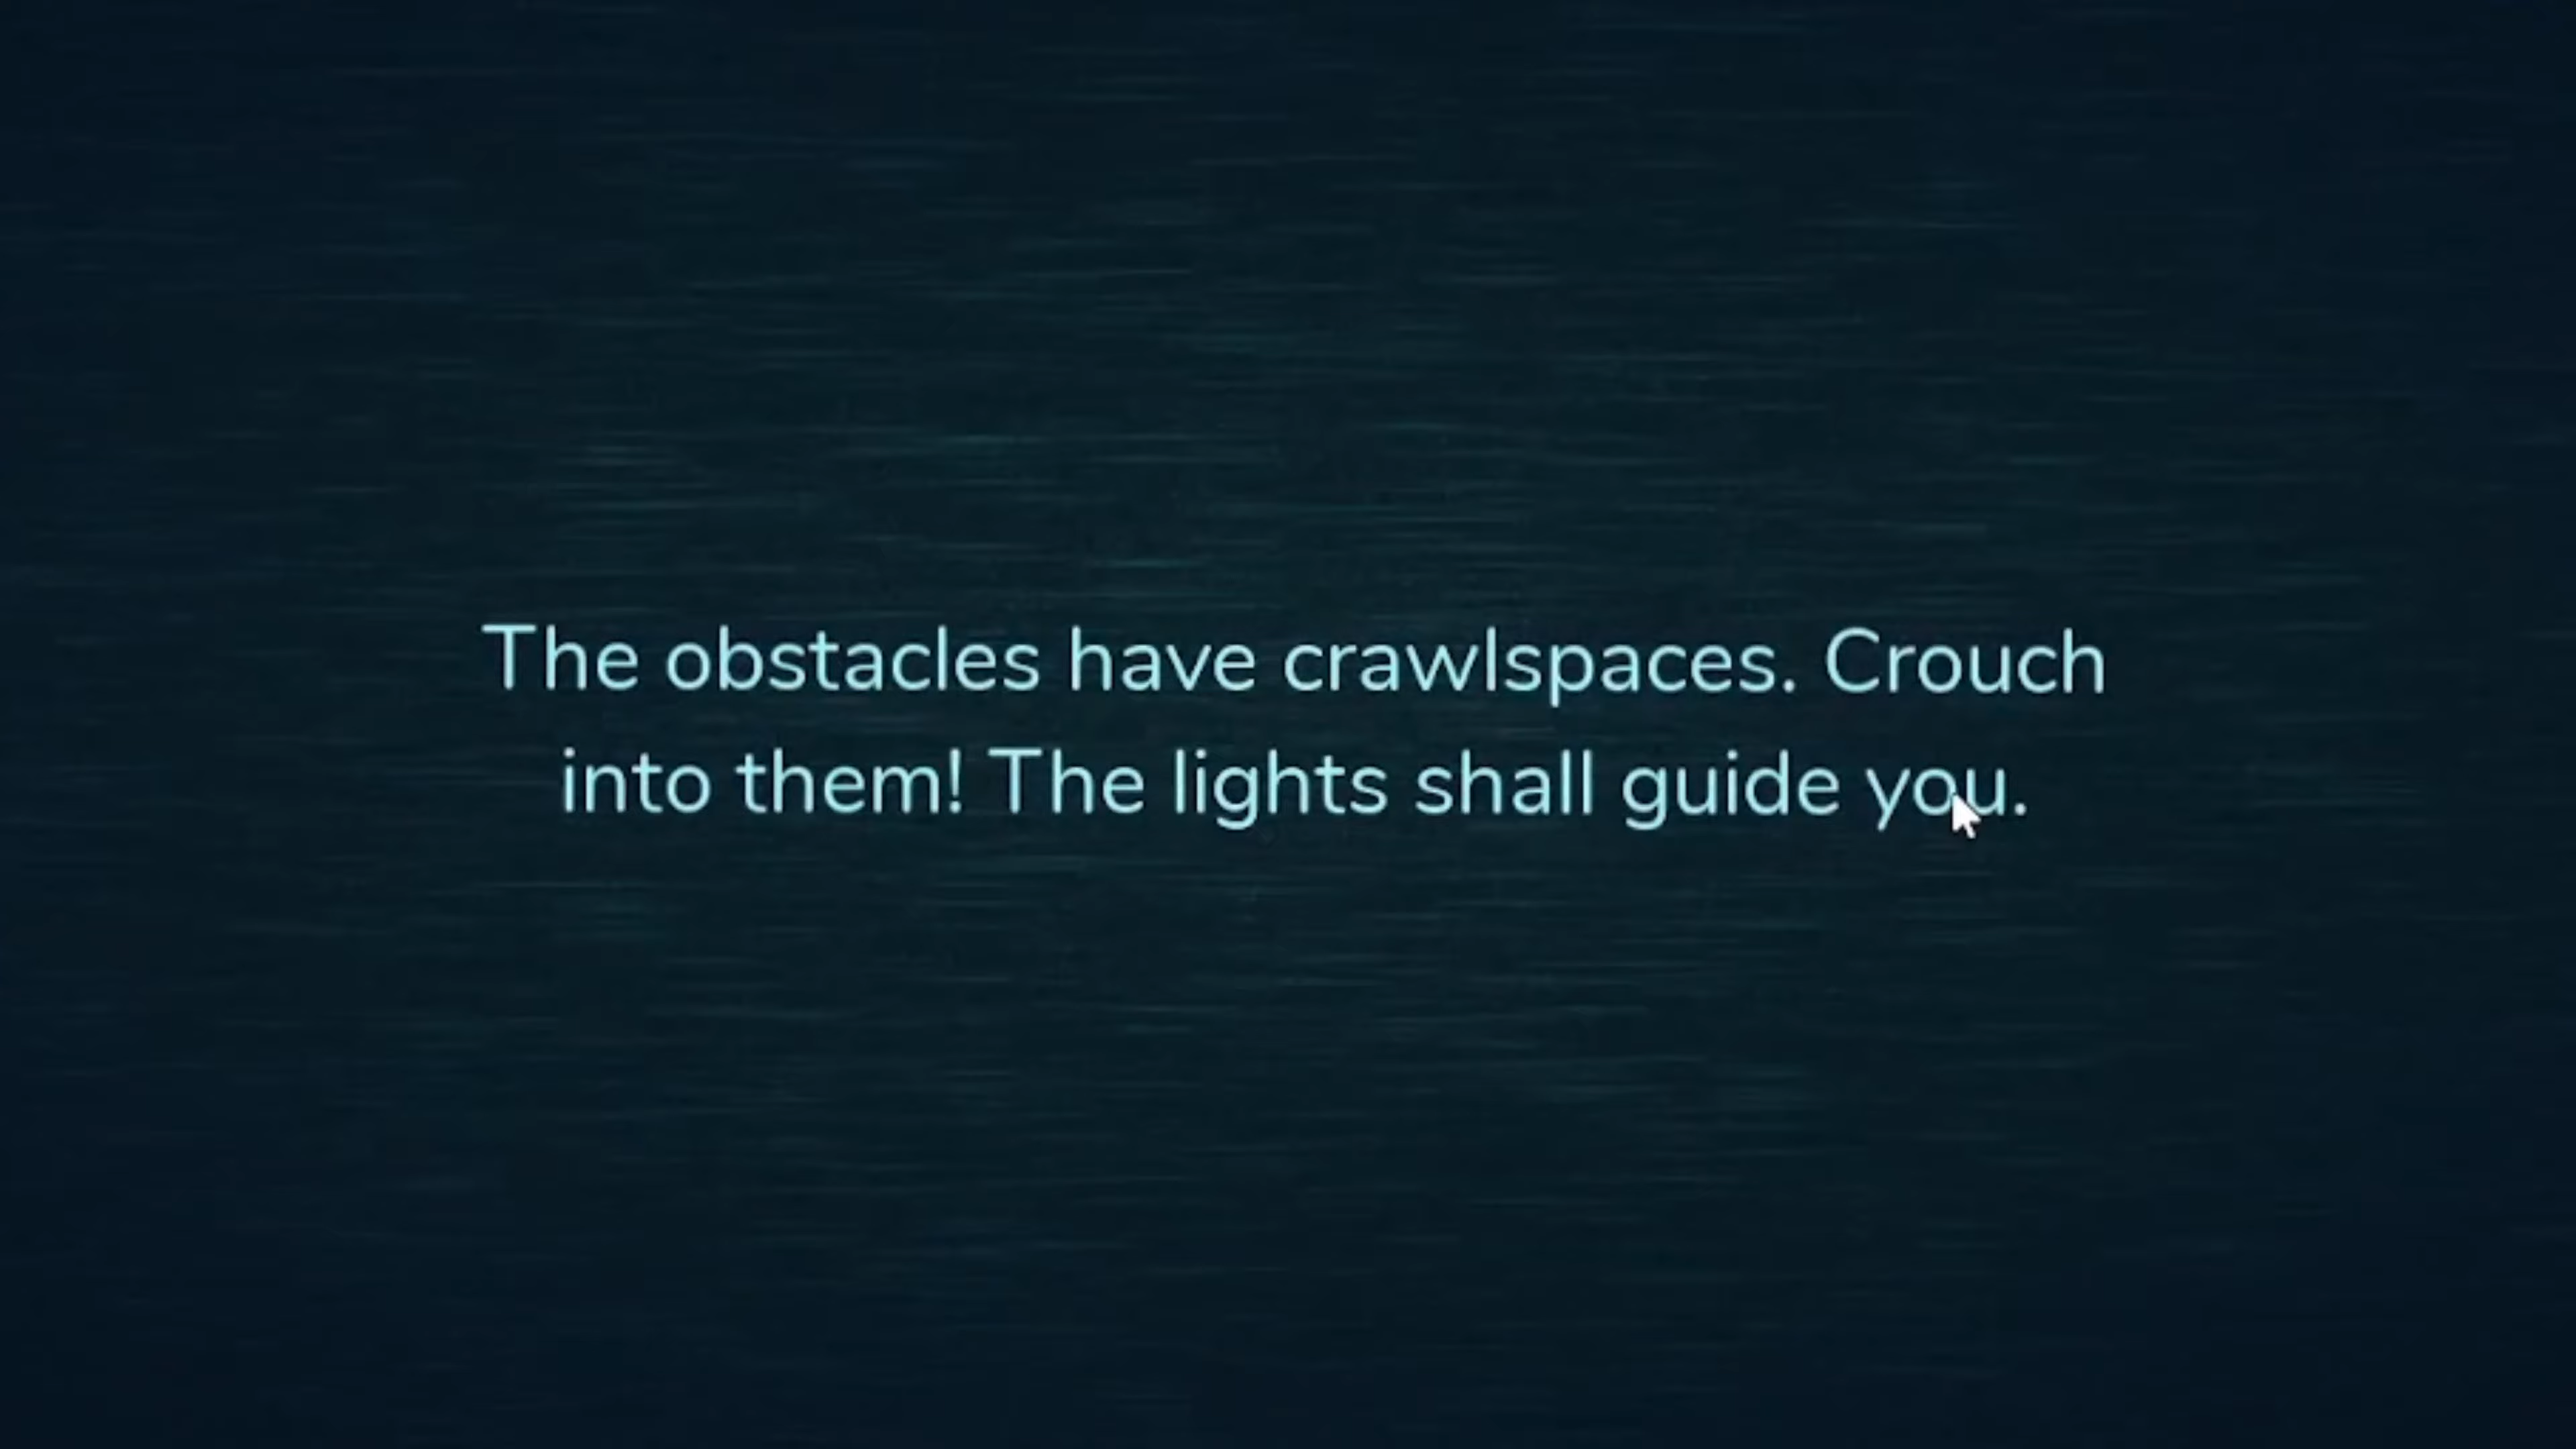 The obstacles have crawlspaces. Crouch
into them! The lights shall guide you.